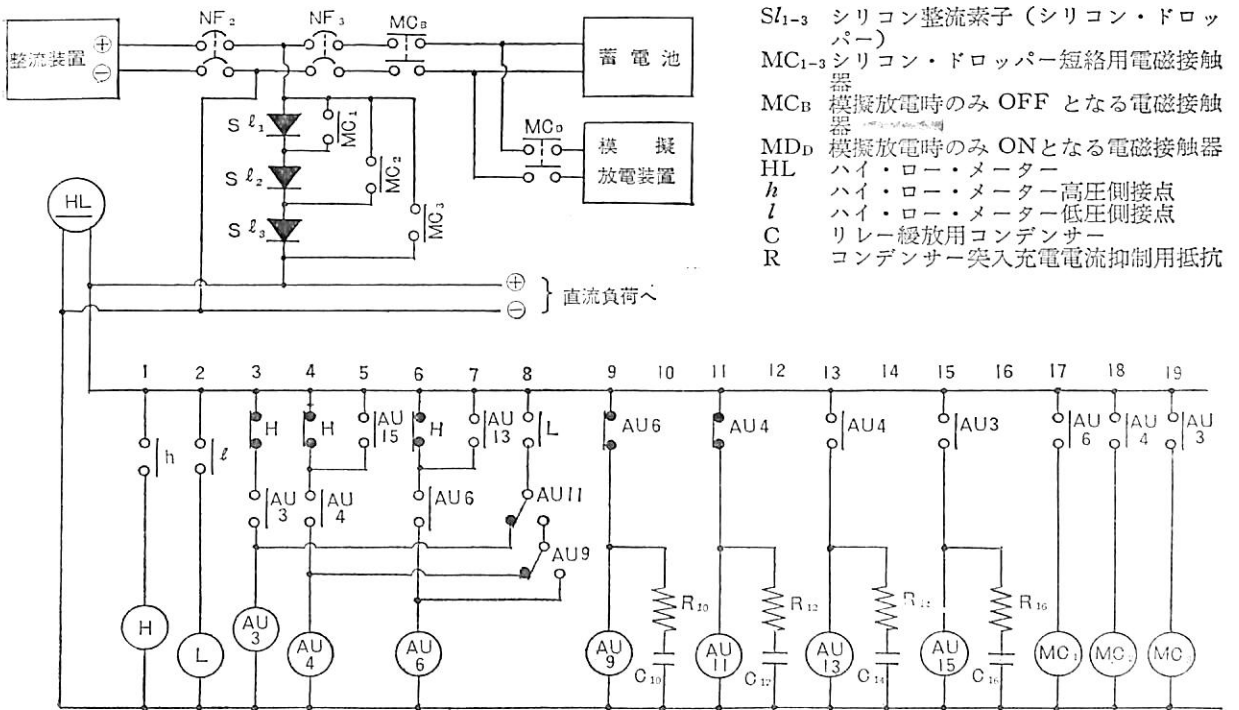 NF₂
NF₃
MC_B
整流装置
⊕
⊖
蓄電池
MC_D
模擬
放電装置
Sℓ₁
Sℓ₂
Sℓ₃
MC₁
MC₂
MC₃
HL
⊕
⊖
直流負荷へ
Sl₁₋₃ シリコン整流素子(シリコン・ドロッ
パー)
MC₁₋₃ シリコン・ドロッパー短絡用電磁接触
器
MC_B 模擬放電時のみ OFF となる電磁接触
器
MD_D 模擬放電時のみ ONとなる電磁接触器
HL ハイ・ロー・メーター
h ハイ・ロー・メーター高圧側接点
l ハイ・ロー・メーター低圧側接点
C リレー緩放用コンデンサー
R コンデンサー突入充電電流抑制用抵抗
1 2 3 4 5 6 7 8 9 10 11 12 13 14 15 16 17 18 19
h
ℓ
H
H
AU 15
H
AU 13
L
AU6
AU4
AU4
AU3
AU 6
AU 4
AU 3
AU 3
AU 4
AU6
AU11
AU9
R₁₀
R₁₂
R₁₆
H
L
AU 3
AU 4
AU 6
AU 9
C₁₀
AU 11
C₁₂
AU 13
C₁₄
AU 15
C₁₆
MC₁
MC
MC